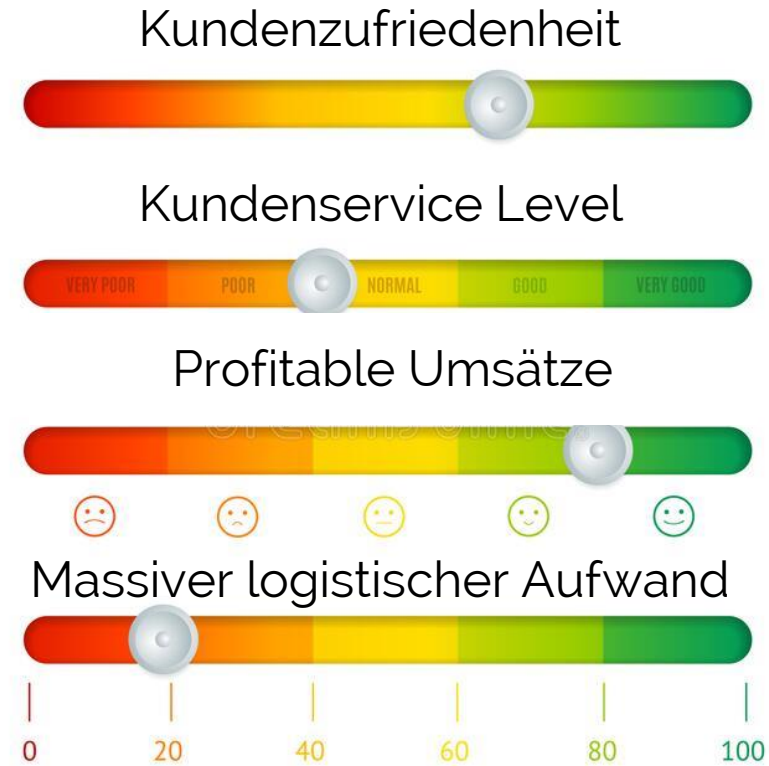 Kundenzufriedenheit
Kundenservice Level
VERY POOR POOR NORMAL GOOD VERY GOOD
Profitable Umsätze
dreamstime
Massiver logistischer Aufwand
0 20 40 60 80 100